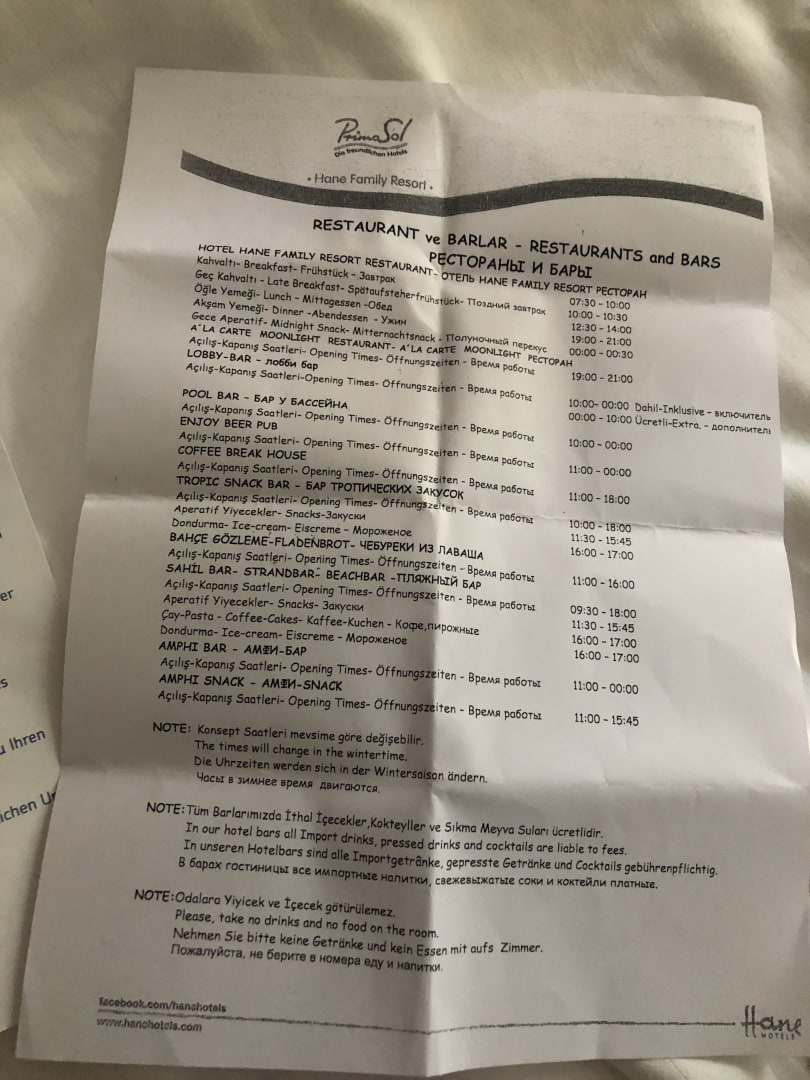 PrimaSol
Die freundlichen Hotels
• Hane Family Resort •
RESTAURANT ve BARLAR - RESTAURANTS and BARS
РЕСТОРАНЫ И БАРЫ
HOTEL HANE FAMILY RESORT RESTAURANT- ОТЕЛЬ HANE FAMILY RESORT РЕСТОРАН
Kahvaltı- Breakfast- Frühstück - Завтрак 07:30 - 10:00
Geç Kahvaltı - Late Breakfast- Spätaufsteherfrühstück- Поздний завтрак 10:00 - 10:30
Öğle Yemeği- Lunch - Mittagessen -Обед 12:30 - 14:00
Akşam Yemeği- Dinner -Abendessen - Ужин 19:00 - 21:00
Gece Aperatif- Midnight Snack- Mitternachtsnack - Полуночный перекус 00:00 - 00:30
A'LA CARTE MOONLIGHT RESTAURANT- A'LA CARTE MOONLIGHT РЕСТОРАН
Açılış-Kapanış Saatleri- Opening Times- Öffnungszeiten - Время работы 19:00 - 21:00
LOBBY-BAR - лобби бар
Açılış-Kapanış Saatleri-Opening Times- Öffnungszeiten - Время работы 10:00- 00:00 Dahil-Inklusive - включитель
00:00 - 10:00 Ücretli-Extra. - дополнител
POOL BAR - БАР У БАССЕЙНА
Açılış-Kapanış Saatleri- Opening Times- Öffnungszeiten - Время работы 10:00 - 00:00
ENJOY BEER PUB
Açılış-Kapanış Saatleri- Opening Times- Öffnungszeiten - Время работы 11:00 - 00:00
COFFEE BREAK HOUSE
Açılış-Kapanış Saatleri- Opening Times- Öffnungszeiten - Время работы 11:00 - 18:00
TROPIC SNACK BAR - БАР ТРОПИЧЕСКИХ ЗАКУСОК
Açılış-Kapanış Saatleri- Opening Times- Öffnungszeiten - Время работы 10:00 - 18:00
Aperatif Yiyecekler- Snacks-Закуски 11:30 - 15:45
Dondurma- Ice-cream- Eiscreme - Мороженое 16:00 - 17:00
BAHÇE GÖZLEME-FLADENBROT- ЧЕБУРЕКИ ИЗ ЛАВАША
Açılış-Kapanış Saatleri- Opening Times- Öffnungszeiten - Время работы 11:00 - 16:00
SAHİL BAR- STRANDBAR- BEACHBAR -ПЛЯЖНЫЙ БАР
Açılış-Kapanış Saatleri- Opening Times- Öffnungszeiten - Время работы 09:30 - 18:00
Aperatif Yiyecekler- Snacks- Закуски 11:30 - 15:45
Çay-Pasta - Coffee-Cakes- Kaffee-Kuchen - Кофе,пирожные 16:00 - 17:00
Dondurma- Ice-cream- Eiscreme - Мороженое 16:00 - 17:00
AMPHI BAR - АМФИ-БАР
Açılış-Kapanış Saatleri- Opening Times- Öffnungszeiten - Время работы 11:00 - 00:00
AMPHI SNACK - АМФИ-SNACK
Açılış-Kapanış Saatleri- Opening Times- Öffnungszeiten - Время работы 11:00 - 15:45
NOTE: Konsept Saatleri mevsime göre değişebilir.
The times will change in the wintertime.
Die Uhrzeiten werden sich in der Wintersaison ändern.
Часы в зимнее время двигаются.
NOTE:Tüm Barlarımızda İthal İçecekler,Kokteyller ve Sıkma Meyva Suları ücretlidir.
In our hotel bars all Import drinks, pressed drinks and cocktails are liable to fees.
In unseren Hotelbars sind alle Importgetränke, gepresste Getränke und Cocktails gebührenpflichtig.
В барах гостиницы все импортные напитки, свежевыжатые соки и коктейли платные.
NOTE:Odalara Yiyicek ve İçecek götürülemez.
Please, take no drinks and no food on the room.
Nehmen Sie bitte keine Getränke und kein Essen mit aufs Zimmer.
Пожалуйста, не берите в номера еду и напитки.
facebook.com/hanehotels
www.hanehotels.com
Hane
HOTELS
er
s
u Ihren
ichen Ur